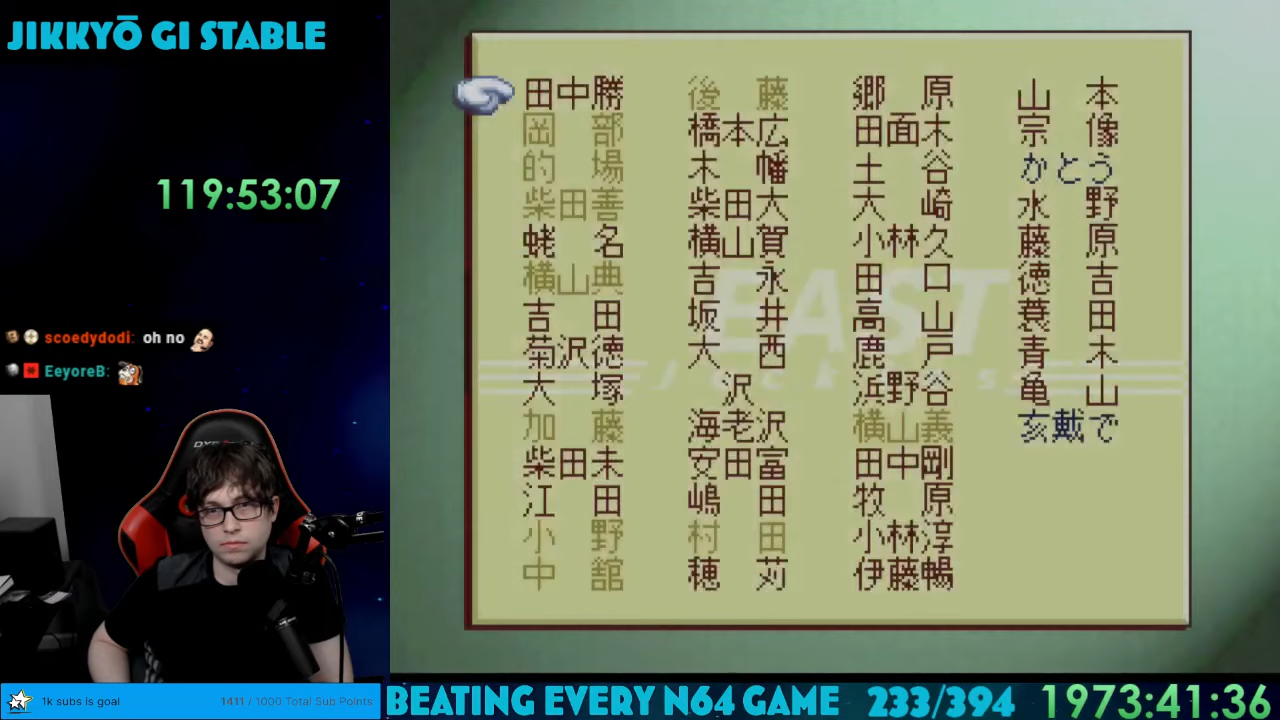 JIKKYŌ GI STABLE
119:53:07
scoedydodi: oh no
EeyoreB:
1k subs is goal
1411 / 1000 Total Sub Points
田中勝
岡部
的場
柴田善
蛯名
横山典
吉田
菊沢徳
大塚
加藤
柴田未
江田
小野
中舘
後藤
橋本広
木幡
柴田大
横山賀
吉永
坂井
大西
沢
海老沢
安田富
嶋田
村田
穂苅
郷原
田面木
土谷
大崎
小林久
田口
高山
鹿戸
浜野谷
横山義
田中剛
牧原
小林淳
伊藤暢
山本
宗像
かとう
水野
藤原
徳吉
蓑田
青木
亀山
亥戴で
EAST
Jockeys
BEATING EVERY N64 GAME
233/394
1973:41:36